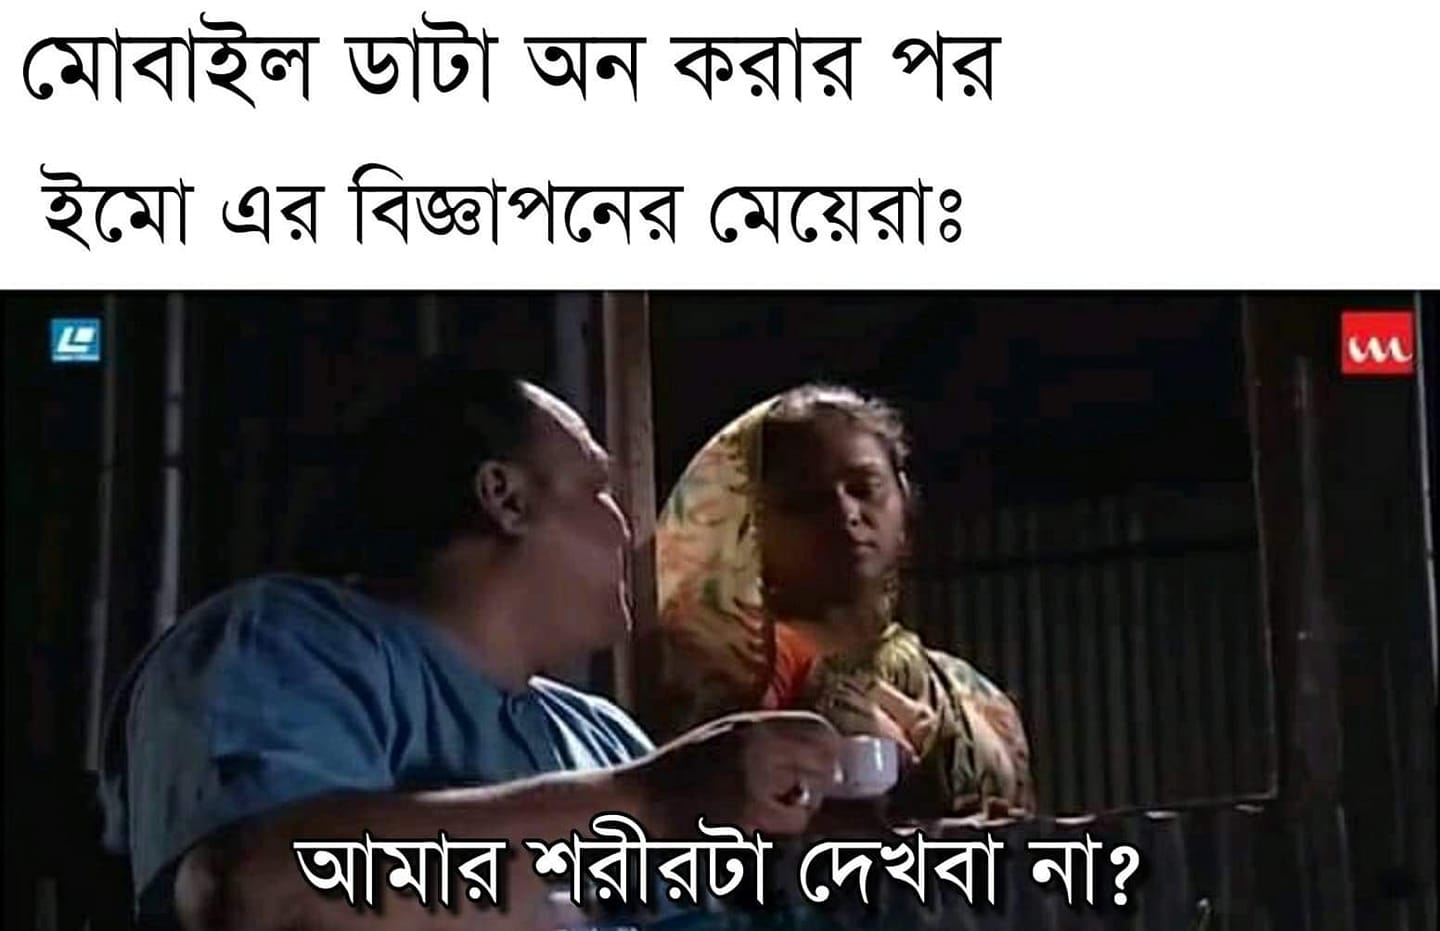 মোবাইল ডাটা অন করার পর
ইমো এর বিজ্ঞাপনের মেয়েরাঃ
আমার শরীরটা দেখবা না?